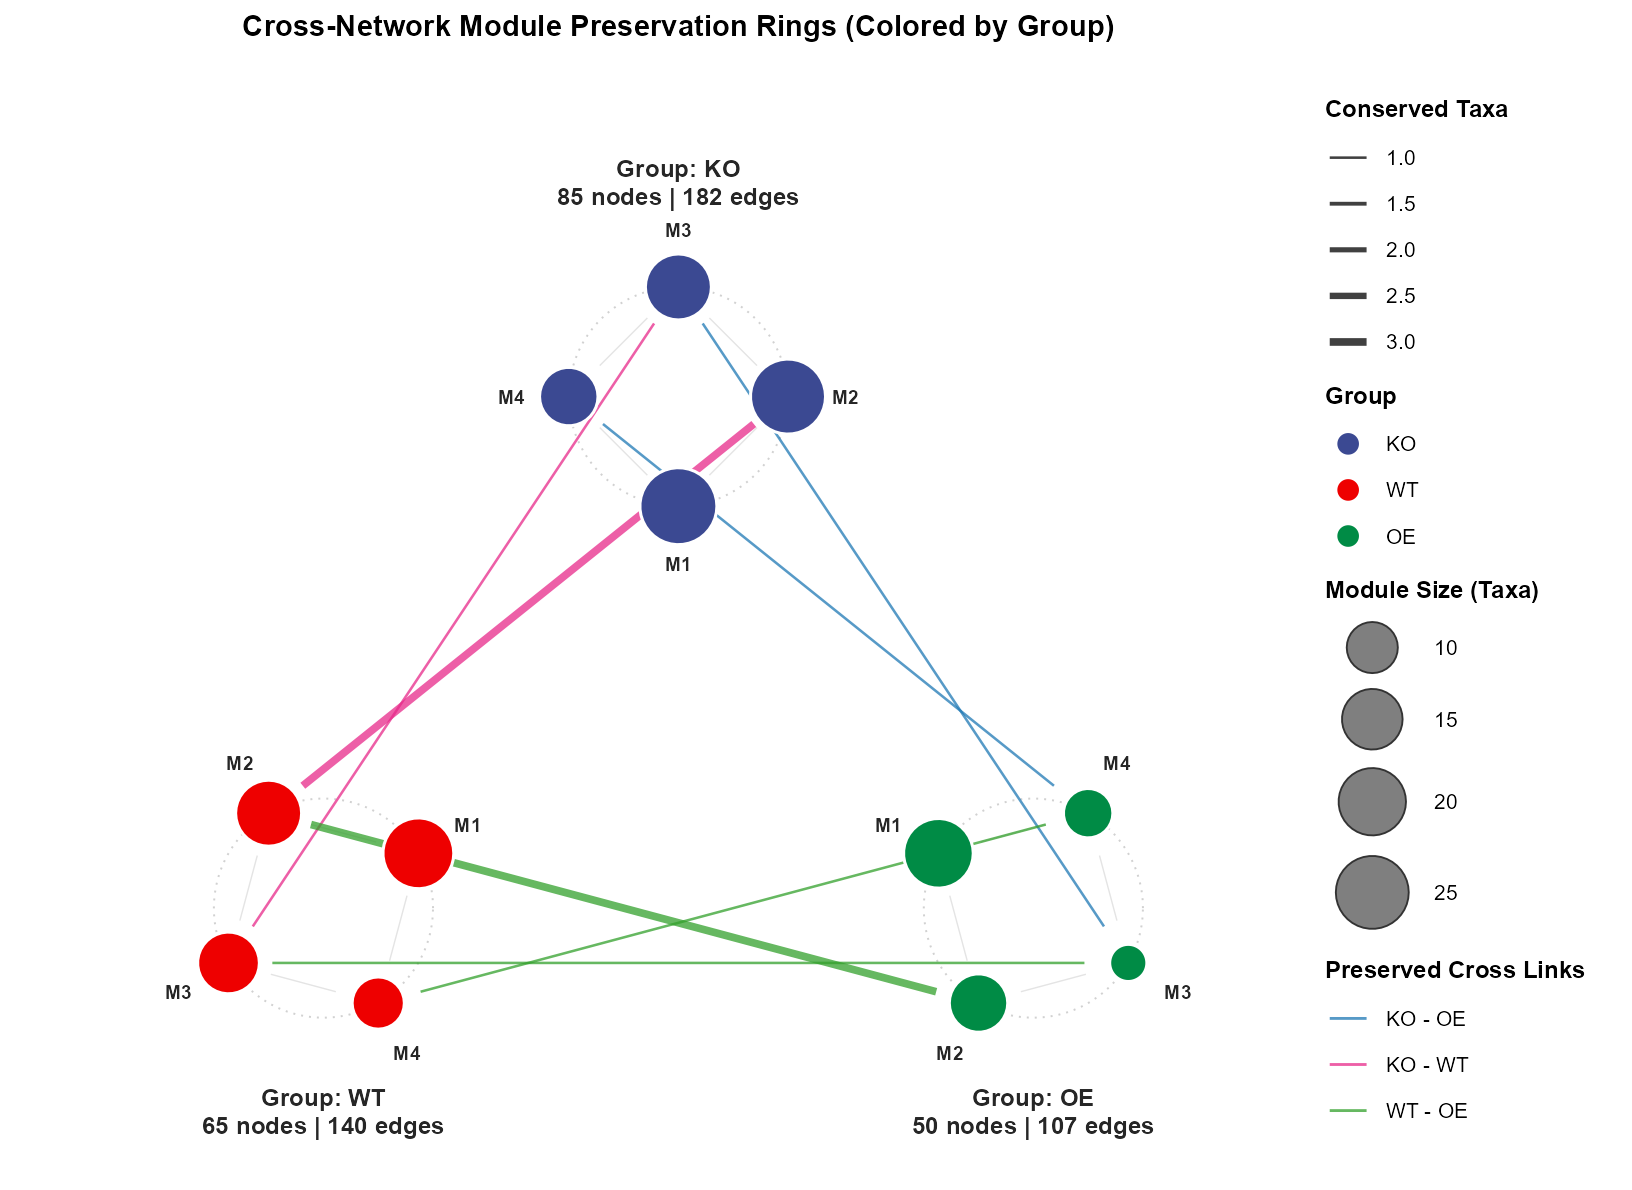 Cross-Network Module Preservation Rings (Colored by Group)
Group: KO
85 nodes | 182 edges
M3
M4
M2
M1
M2
M1
M3
M4
Group: WT
65 nodes | 140 edges
M4
M1
M3
M2
Group: OE
50 nodes | 107 edges
Conserved Taxa
1.0
1.5
2.0
2.5
3.0
Group
KO
WT
OE
Module Size (Taxa)
10
15
20
25
Preserved Cross Links
KO - OE
KO - WT
WT - OE